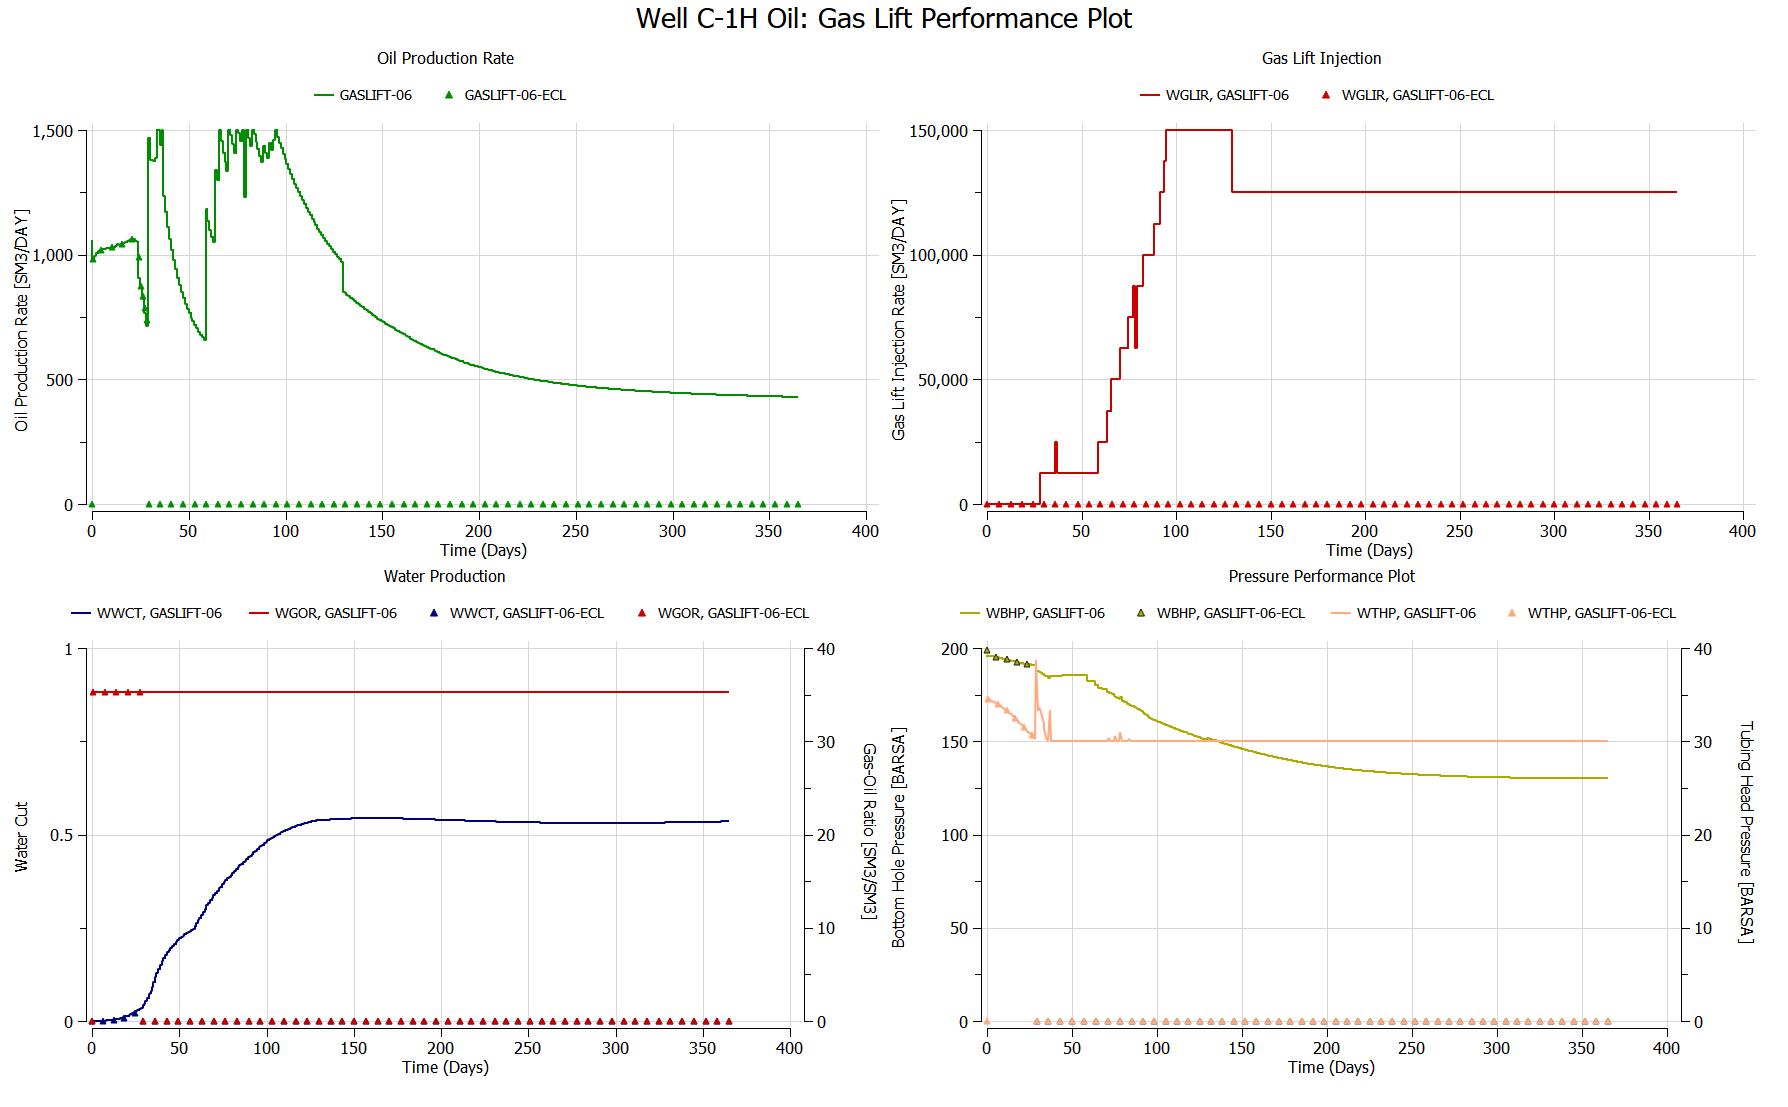 Well C-1H Oil: Gas Lift Performance Plot
Oil Production Rate
GASLIFT-06 GASLIFT-06-ECL
Oil Production Rate [SM3/DAY]
1,500
1,000
500
0
0 50 100 150 200 250 300 350 400
Time (Days)
Gas Lift Injection
WGLIR, GASLIFT-06 WGLIR, GASLIFT-06-ECL
Gas Lift Injection Rate [SM3/DAY]
150,000
100,000
50,000
0
0 50 100 150 200 250 300 350 400
Time (Days)
Water Production
WWCT, GASLIFT-06 WGOR, GASLIFT-06 WWCT, GASLIFT-06-ECL WGOR, GASLIFT-06-ECL
Water Cut
1
0.5
0
40
30
20
10
0
Gas-Oil Ratio [SM3/SM3]
0 50 100 150 200 250 300 350 400
Time (Days)
Pressure Performance Plot
WBHP, GASLIFT-06 WBHP, GASLIFT-06-ECL WTHP, GASLIFT-06 WTHP, GASLIFT-06-ECL
Bottom Hole Pressure [BARSA]
200
150
100
50
0
40
30
20
10
0
Tubing Head Pressure [BARSA]
0 50 100 150 200 250 300 350 400
Time (Days)